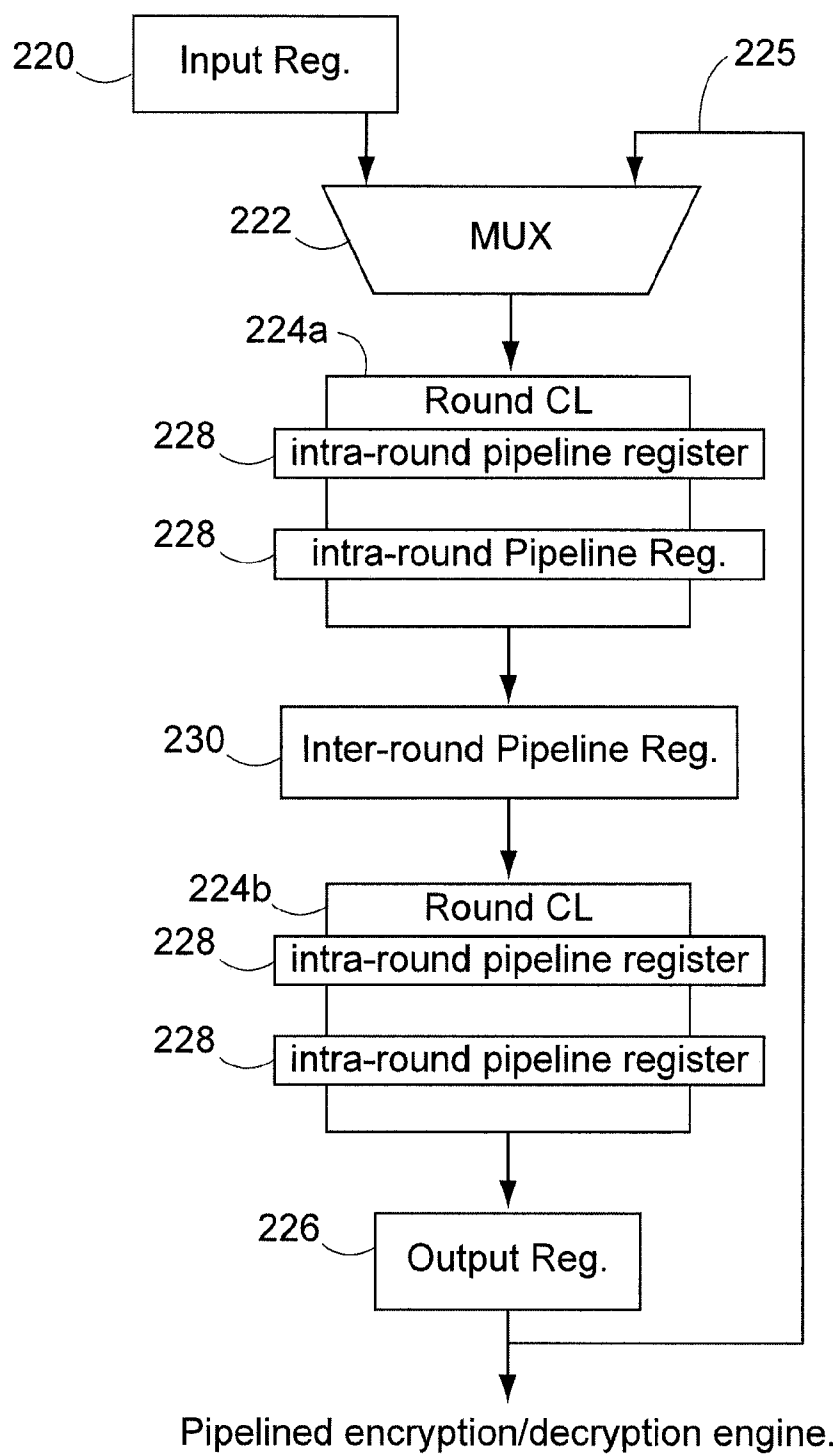 220
Input Reg.
225
222
MUX
224a
Round CL
228
intra-round pipeline register
228
intra-round Pipeline Reg.
230
Inter-round Pipeline Reg.
224b
Round CL
228
intra-round pipeline register
228
intra-round pipeline register
226
Output Reg.
Pipelined encryption/decryption engine.